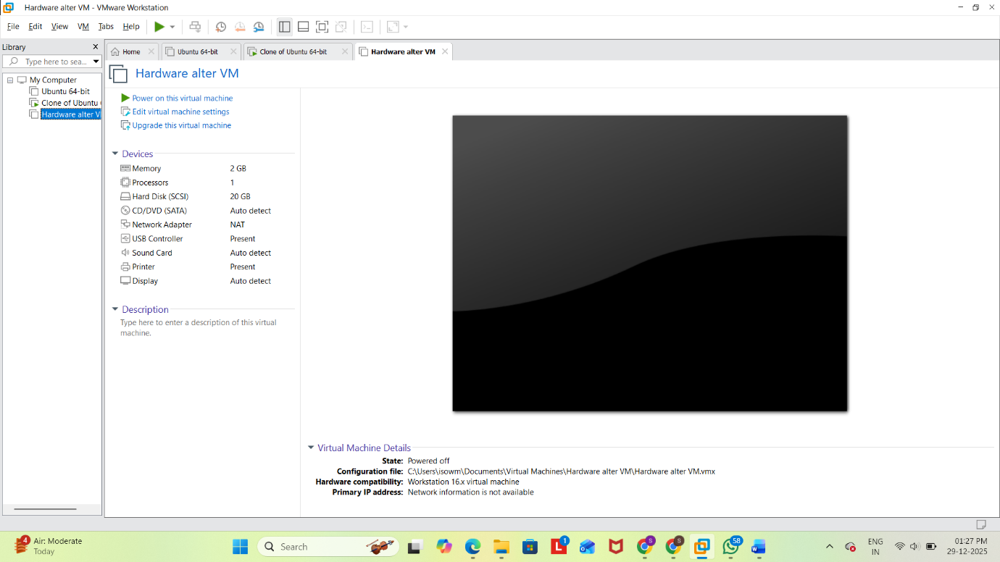 Hardware alter VM - VMware Workstation
File Edit View VM Tabs Help
Library
Type here to sea...
My Computer
Ubuntu 64-bit
Clone of Ubuntu
Hardware alter V
Home
Ubuntu 64-bit
Clone of Ubuntu 64-bit
Hardware alter VM
Hardware alter VM
Power on this virtual machine
Edit virtual machine settings
Upgrade this virtual machine
Devices
Memory 2 GB
Processors 1
Hard Disk (SCSI) 20 GB
CD/DVD (SATA) Auto detect
Network Adapter NAT
USB Controller Present
Sound Card Auto detect
Printer Present
Display Auto detect
Description
Type here to enter a description of this virtual
machine.
Virtual Machine Details
State: Powered off
Configuration file: C:\Users\isowm\Documents\Virtual Machines\Hardware alter VM\Hardware alter VM.vmx
Hardware compatibility: Workstation 16.x virtual machine
Primary IP address: Network information is not available
4
Air: Moderate
Today
Search
L
1
S
S
58
W
ENG
IN
01:27 PM
29-12-2025